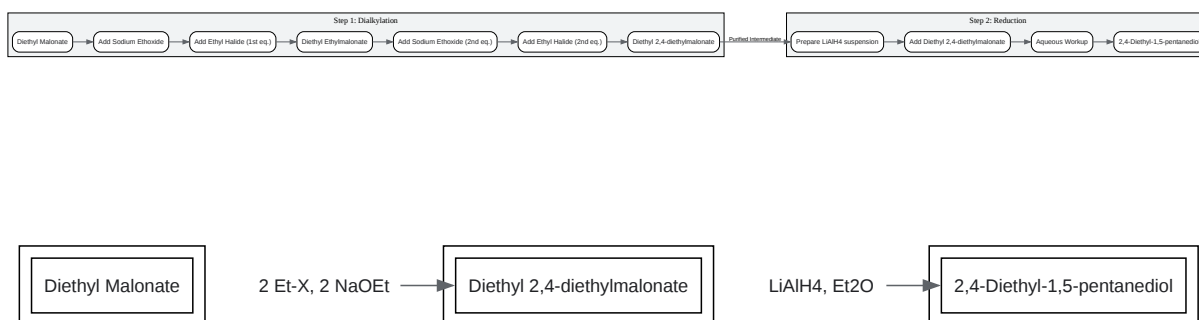 Step 1: Dialkylation
Diethyl Malonate
Add Sodium Ethoxide
Add Ethyl Halide (1st eq.)
Diethyl Ethylmalonate
Add Sodium Ethoxide (2nd eq.)
Add Ethyl Halide (2nd eq.)
Diethyl 2,4-diethylmalonate
Purified Intermediate
Step 2: Reduction
Prepare LiAlH4 suspension
Add Diethyl 2,4-diethylmalonate
Aqueous Workup
2,4-Diethyl-1,5-pentanediol
Diethyl Malonate
2 Et-X, 2 NaOEt
Diethyl 2,4-diethylmalonate
LiAlH4, Et2O
2,4-Diethyl-1,5-pentanediol